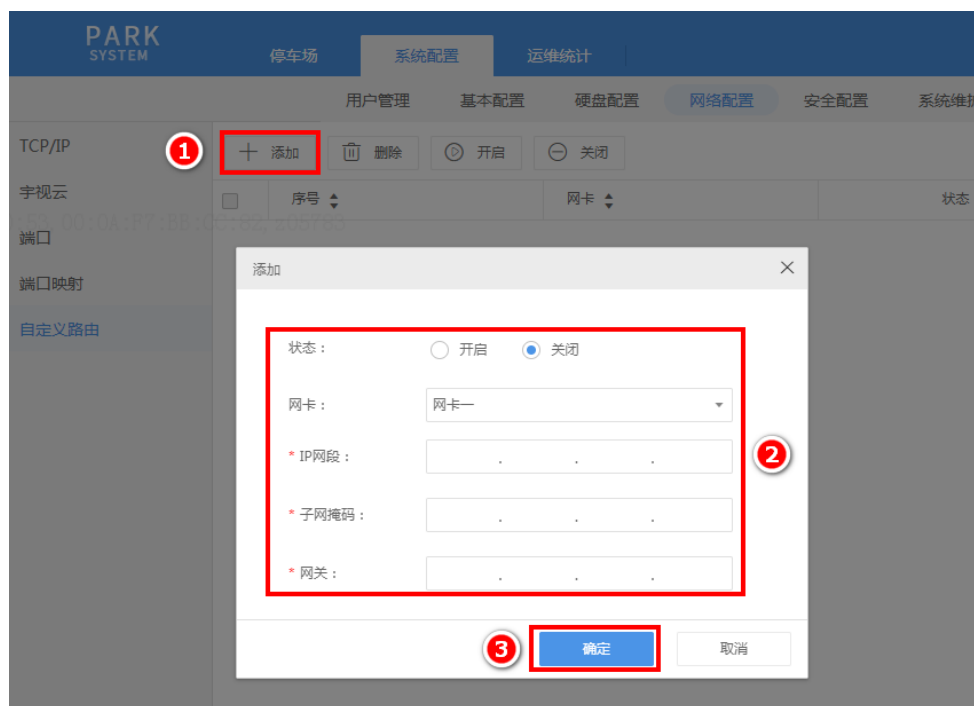 PARK
SYSTEM
停车场 系统配置 运维统计
用户管理 基本配置 硬盘配置 网络配置 安全配置 系统维护
TCP/IP
宇视云
端口
端口映射
自定义路由
1
添加 删除 开启 关闭
序号 网卡 状态
添加
状态： 开启 关闭
网卡： 网卡一
* IP网段： . . .
* 子网掩码： . . .
* 网关： . . .
2
3
确定 取消